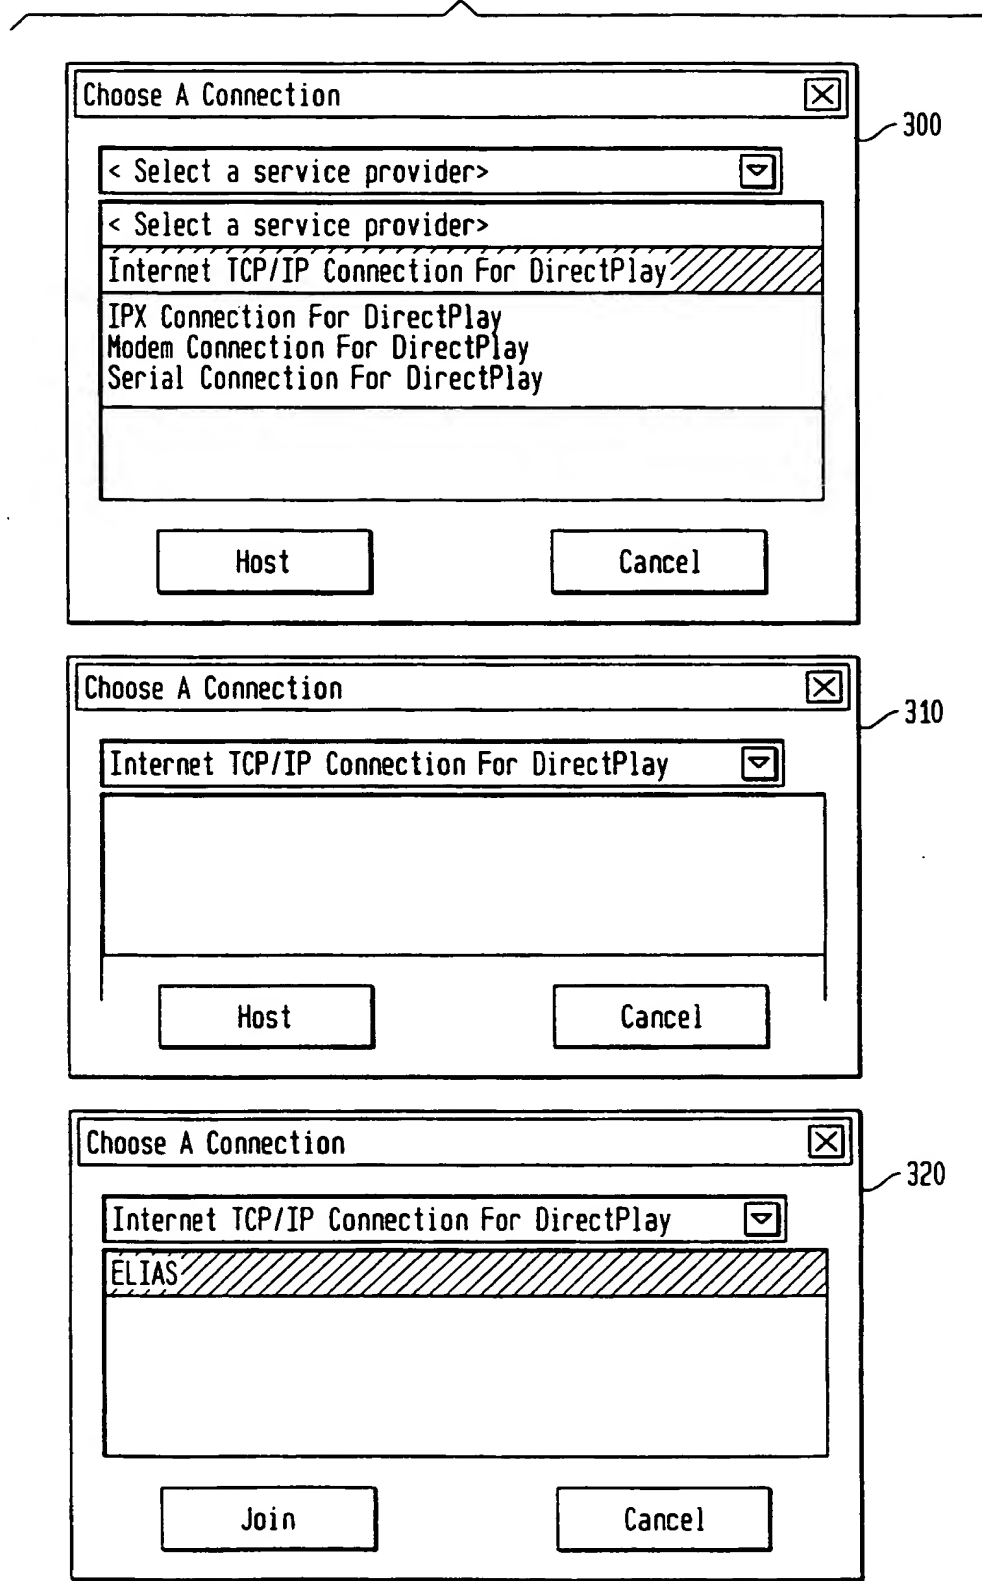 Choose A Connection
300
< Select a service provider>
< Select a service provider>
Internet TCP/IP Connection For DirectPlay
IPX Connection For DirectPlay
Modem Connection For DirectPlay
Serial Connection For DirectPlay
Host Cancel
Choose A Connection
310
Internet TCP/IP Connection For DirectPlay
Host Cancel
Choose A Connection
320
Internet TCP/IP Connection For DirectPlay
ELIAS
Join Cancel